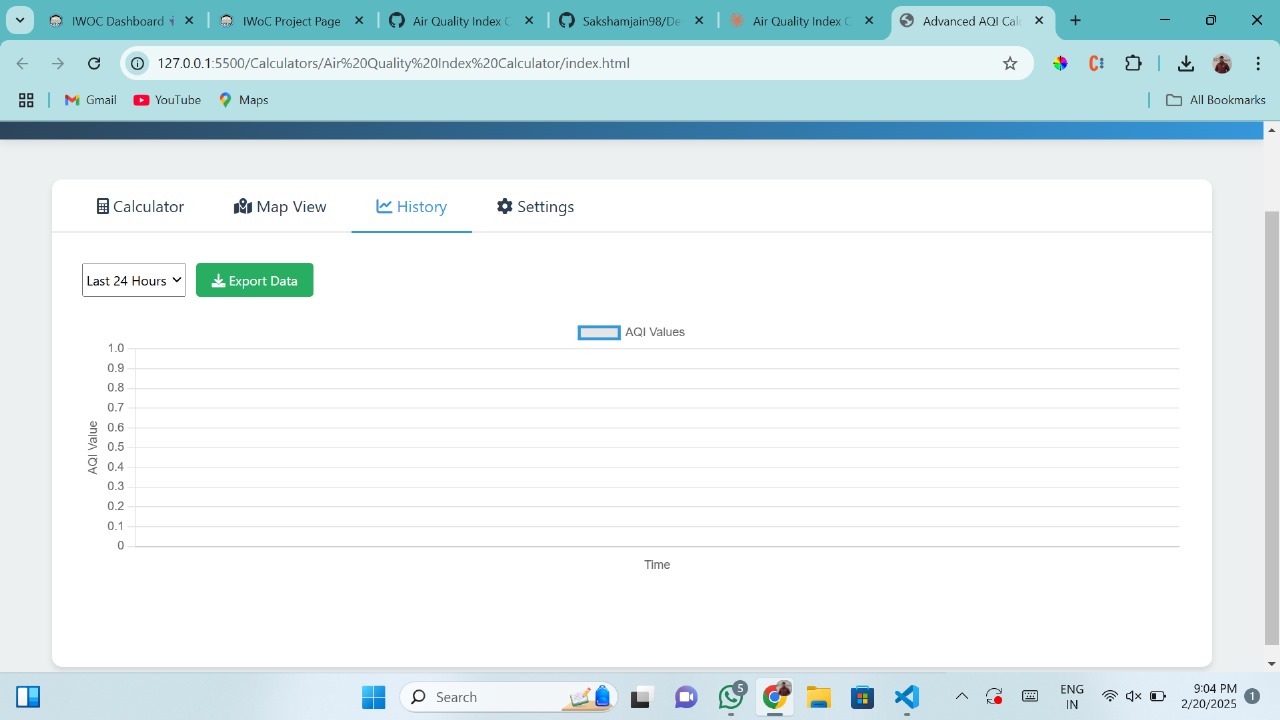 IWOC Dashboard
IWoC Project Page
Air Quality Index C
Sakshamjain98/De
Air Quality Index C
Advanced AQI Calc
127.0.0.1:5500/Calculators/Air%20Quality%20Index%20Calculator/index.html
Gmail
YouTube
Maps
All Bookmarks
Calculator
Map View
History
Settings
Last 24 Hours
Export Data
AQI Values
1.0
0.9
0.8
0.7
0.6
0.5
0.4
0.3
0.2
0.1
0
AQI Value
Time
Search
5
ENG
IN
9:04 PM
2/20/2025
1